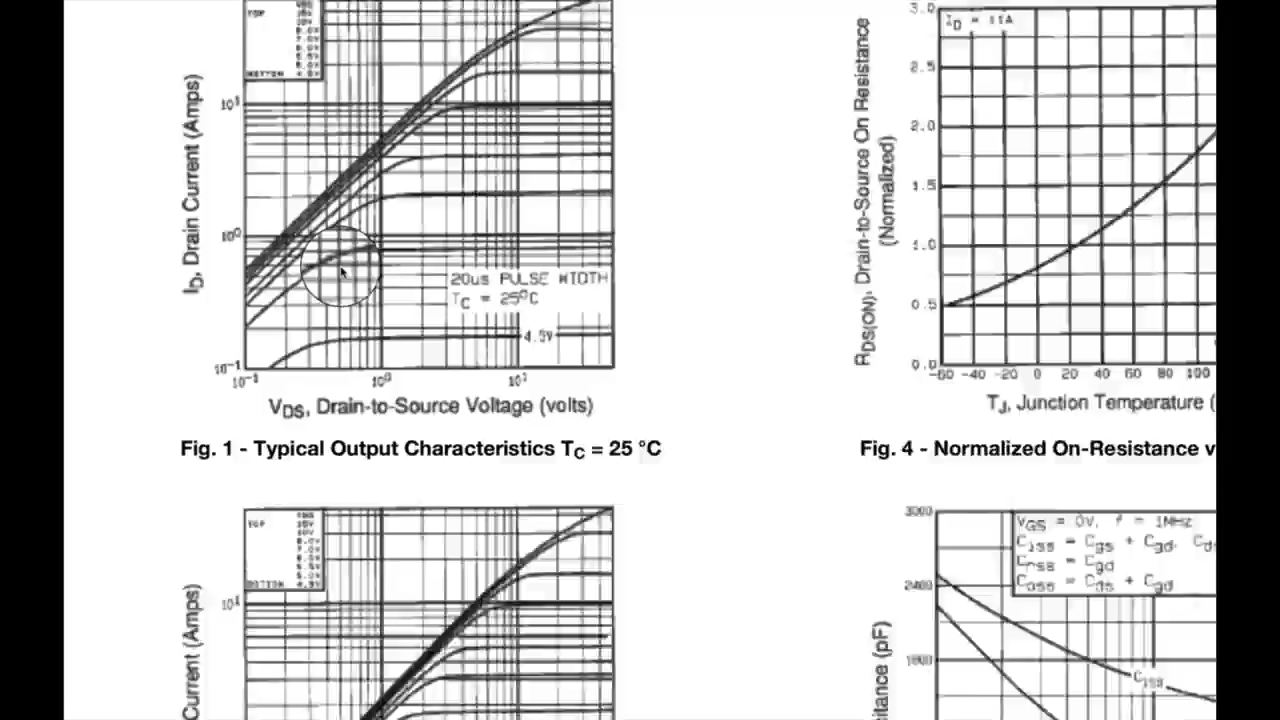 TOP
BOTTOM
10¹
10⁰
10⁻¹
10⁻¹
10⁰
10¹
20us PULSE WIDTH
TC = 25°C
4.5V
ID, Drain Current (Amps)
VDS, Drain-to-Source Voltage (volts)
Fig. 1 - Typical Output Characteristics TC = 25 °C
ID = 11A
3.0
2.5
2.0
1.5
1.0
0.5
0.0
-60 -40 -20 0 20 40 60 80 100
RDS(ON), Drain-to-Source On Resistance
(Normalized)
TJ, Junction Temperature (
Fig. 4 - Normalized On-Resistance v
TOP
BOTTOM
10¹
Current (Amps)
3000
2400
1800
VGS = 0V, f = 1MHz
Ciss = Cgs + Cgd, Cds
Crss = Cgd
Coss = Cds + Cgd
Ciss
itance (pF)